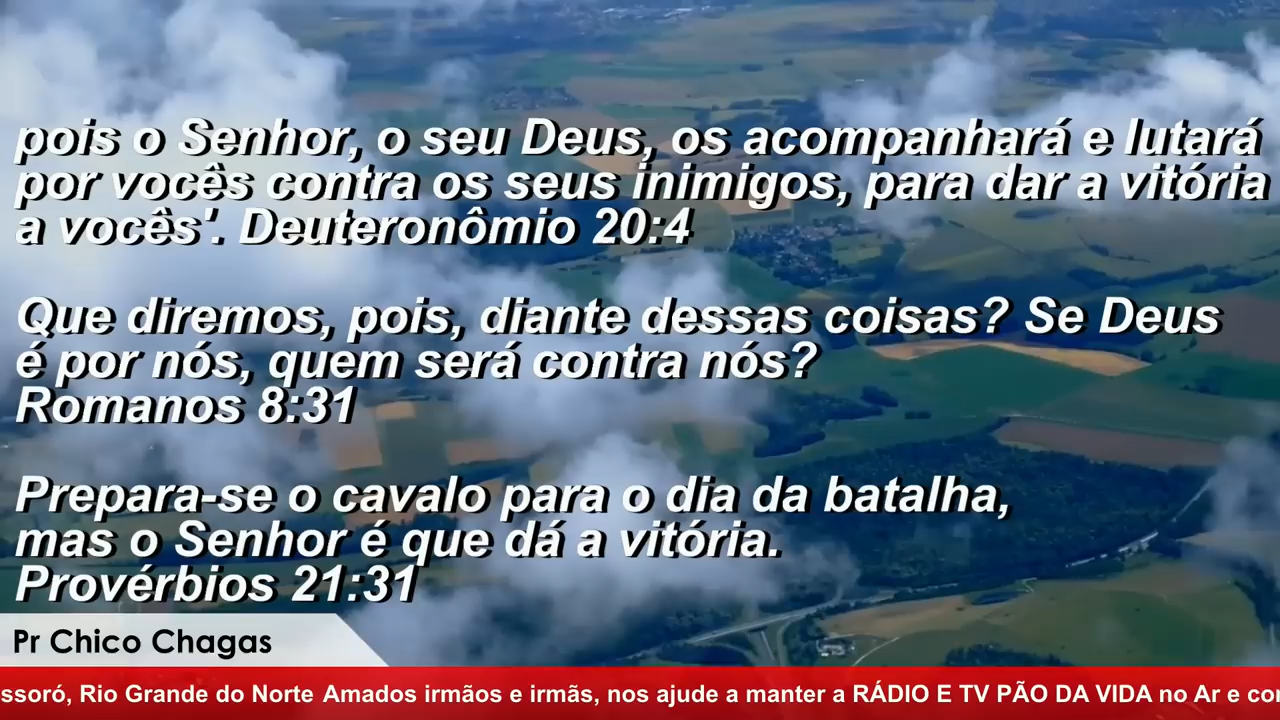 pois o Senhor, o seu Deus, os acompanhará e lutará
por vocês contra os seus inimigos, para dar a vitória
a vocês'. Deuteronômio 20:4
Que diremos, pois, diante dessas coisas? Se Deus
é por nós, quem será contra nós?
Romanos 8:31
Prepara-se o cavalo para o dia da batalha,
mas o Senhor é que dá a vitória.
Provérbios 21:31
Pr Chico Chagas
ssoró, Rio Grande do Norte Amados irmãos e irmãs, nos ajude a manter a RÁDIO E TV PÃO DA VIDA no Ar e co